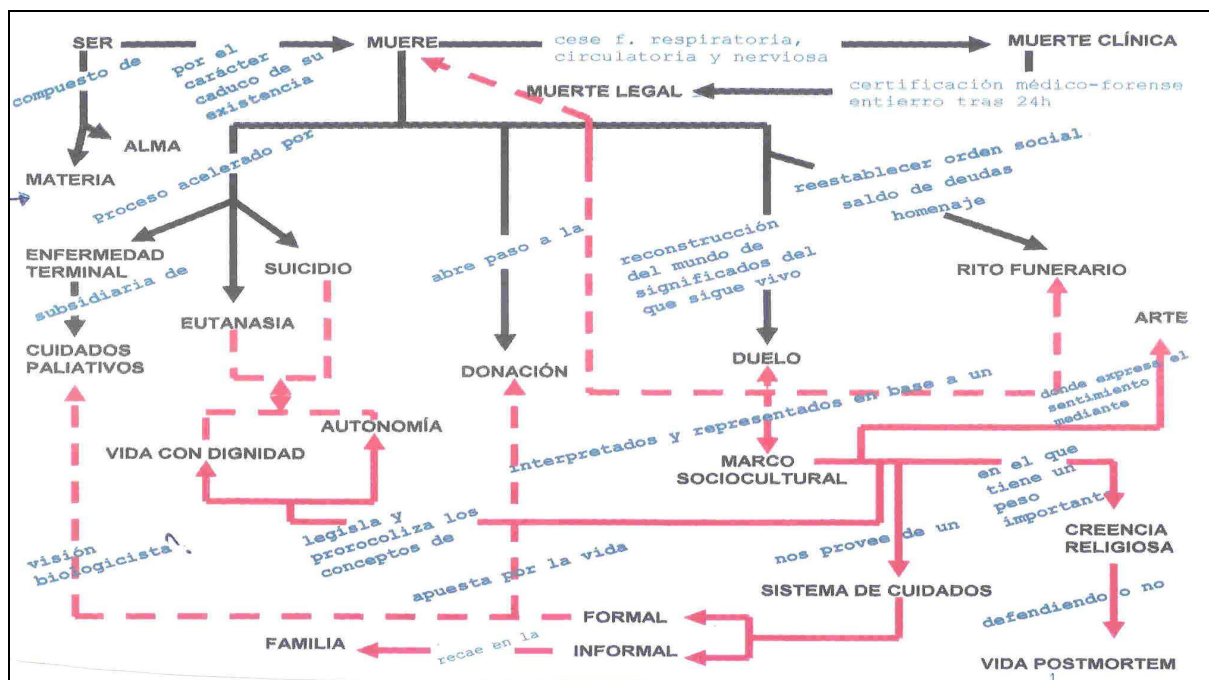 SER
por el
carácter
caduco de su
existencia
MUERE
cese f. respiratoria,
circulatoria y nerviosa
MUERTE CLÍNICA
compuesto de
MUERTE LEGAL
certificación médico-forense
entierro tras 24h
ALMA
MATERIA
Proceso acelerado por
reestablecer orden social
saldo de deudas
homenaje
ENFERMEDAD
TERMINAL
SUICIDIO
abre paso a la
reconstrucción
del mundo de
significados del
que sigue vivo
RITO FUNERARIO
subsidiaria de
EUTANASIA
ARTE
CUIDADOS
PALIATIVOS
DONACIÓN
DUELO
donde expresa el
sentimiento
mediante
AUTONOMÍA
VIDA CON DIGNIDAD
interpretados y representados en base a un
MARCO
SOCIOCULTURAL
en el que
tiene un
peso
importante
visión
biologicista?
legisla y
prorocoliza los
conceptos de
apuesta por la vida
nos provee de un
CREENCIA
RELIGIOSA
SISTEMA DE CUIDADOS
defendiendo o no
FORMAL
FAMILIA
recae en la
INFORMAL
VIDA POSTMORTEM